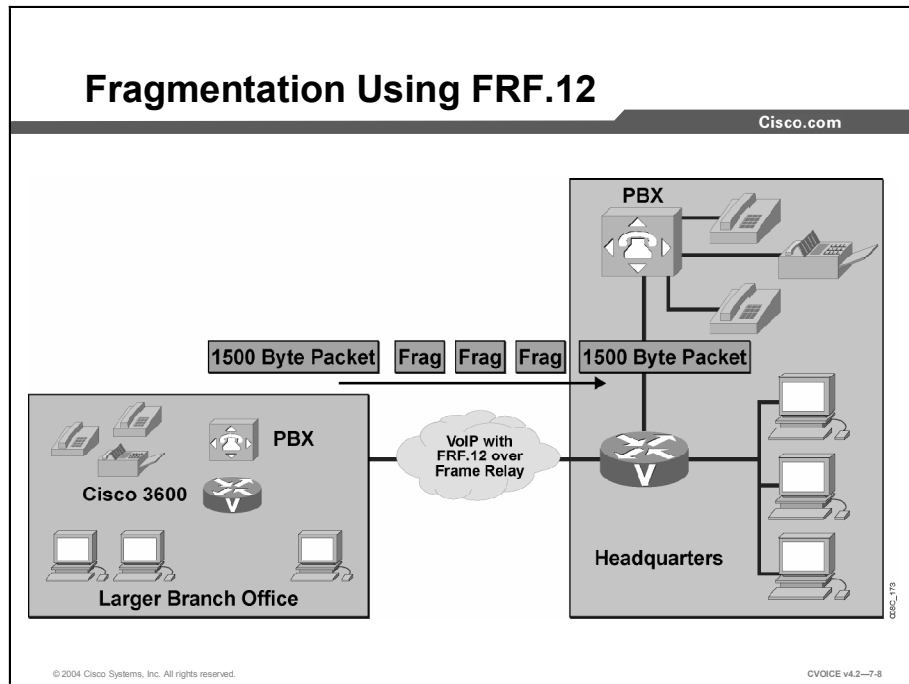 Fragmentation Using FRF.12
Cisco.com
PBX
1500 Byte Packet
Frag
Frag
Frag
1500 Byte Packet
PBX
Cisco 3600
V
VoIP with
FRF.12 over
Frame Relay
V
Headquarters
Larger Branch Office
© 2004 Cisco Systems, Inc. All rights reserved.
CVOICE v4.2—7-8